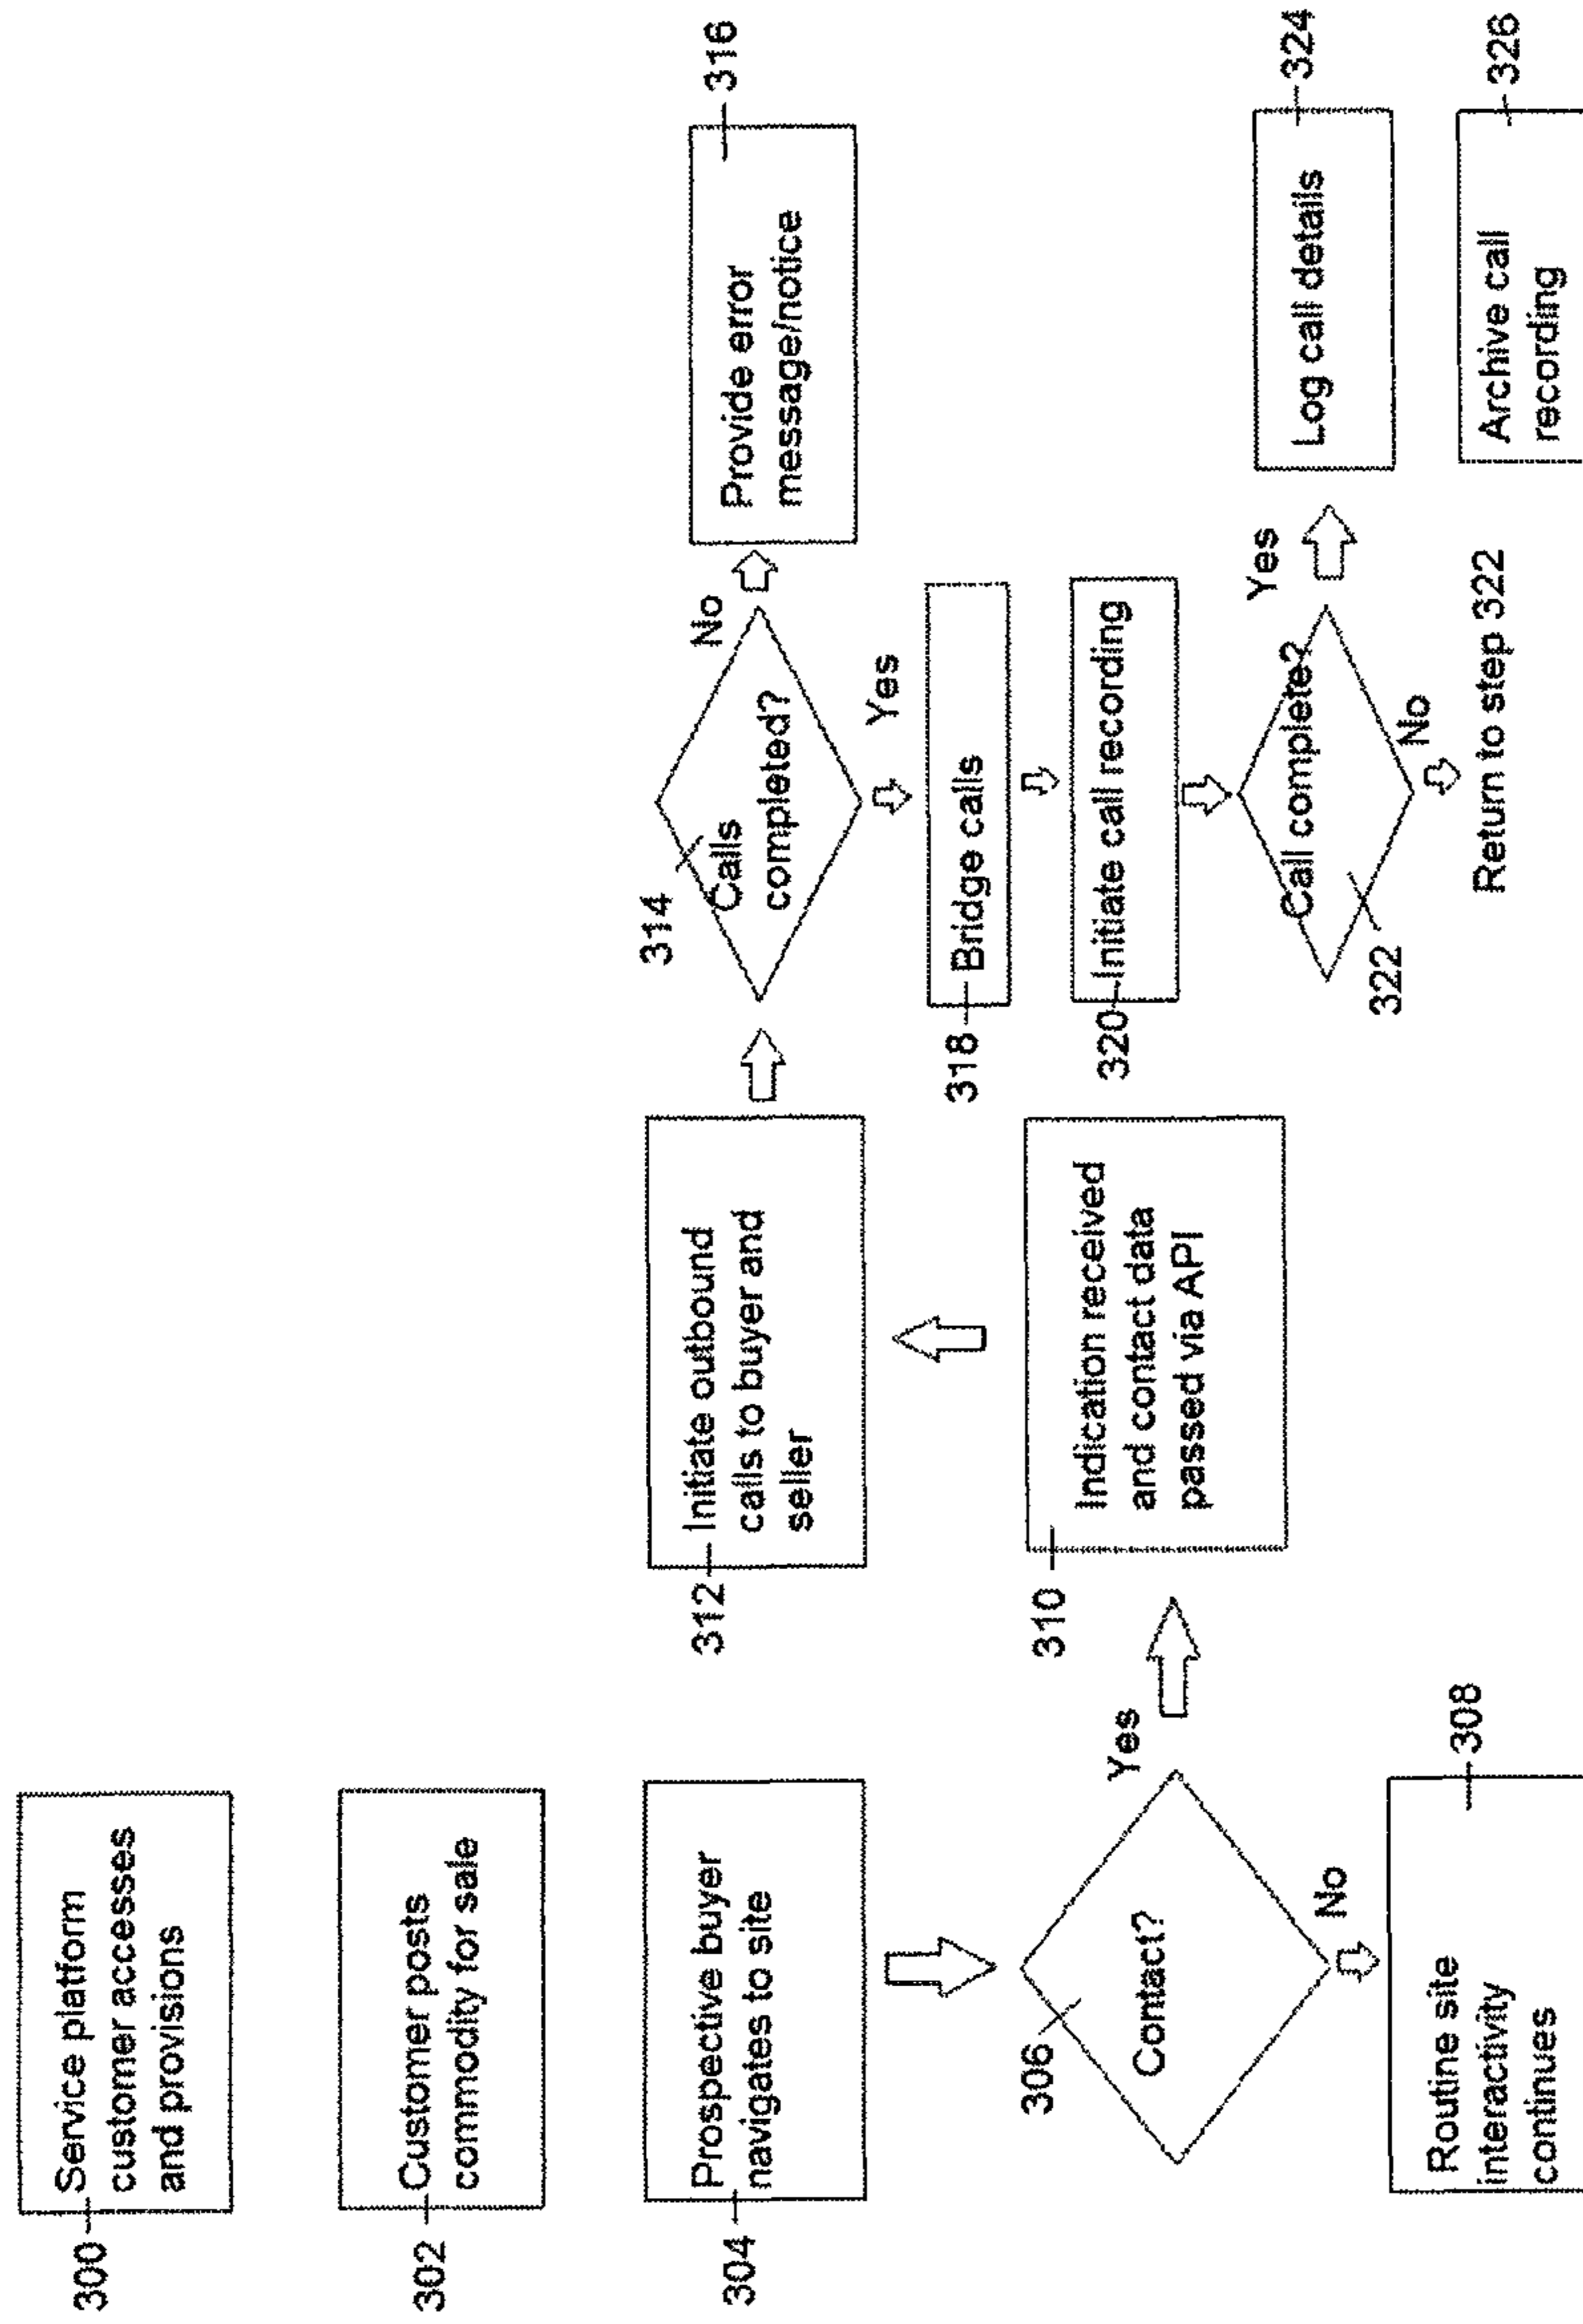 300
Service platform
customer accesses
and provisions
302
Customer posts
commodity for sale
304
Prospective buyer
navigates to site
306
Contact?
Yes
No
308
Routine site
interactivity
continues
310
Indication received
and contact data
passed via API
312
Initiate outbound
calls to buyer and
seller
314
Calls
completed?
No
316
Provide error
message/notice
Yes
318
Bridge calls
320
Initiate call recording
322
Call complete?
Yes
324
Log call details
326
Archive call
recording
No
Return to step 322